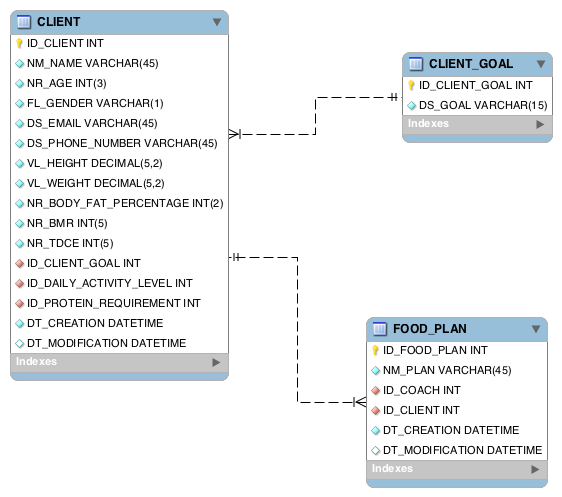 CLIENT
ID_CLIENT INT
NM_NAME VARCHAR(45)
NR_AGE INT(3)
FL_GENDER VARCHAR(1)
DS_EMAIL VARCHAR(45)
DS_PHONE_NUMBER VARCHAR(45)
VL_HEIGHT DECIMAL(5,2)
VL_WEIGHT DECIMAL(5,2)
NR_BODY_FAT_PERCENTAGE INT(2)
NR_BMR INT(5)
NR_TDCE INT(5)
ID_CLIENT_GOAL INT
ID_DAILY_ACTIVITY_LEVEL INT
ID_PROTEIN_REQUIREMENT INT
DT_CREATION DATETIME
DT_MODIFICATION DATETIME
Indexes
CLIENT_GOAL
ID_CLIENT_GOAL INT
DS_GOAL VARCHAR(15)
Indexes
FOOD_PLAN
ID_FOOD_PLAN INT
NM_PLAN VARCHAR(45)
ID_COACH INT
ID_CLIENT INT
DT_CREATION DATETIME
DT_MODIFICATION DATETIME
Indexes